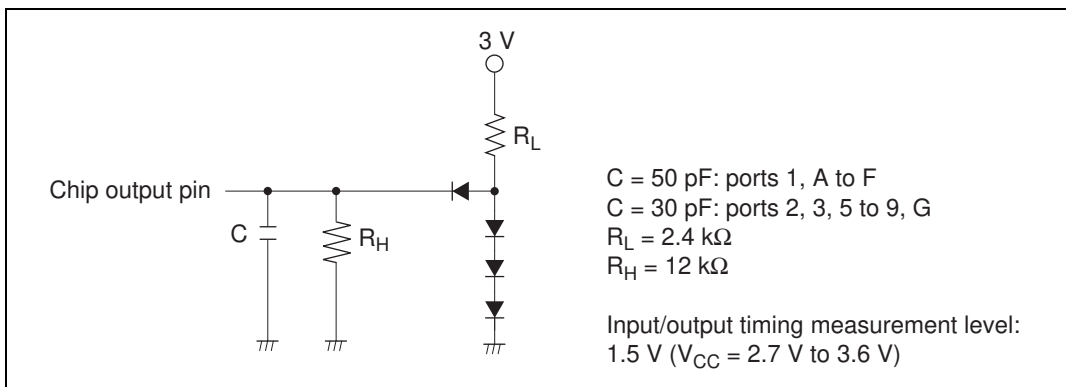 3 V
R_L
Chip output pin
C
R_H
C = 50 pF: ports 1, A to F
C = 30 pF: ports 2, 3, 5 to 9, G
R_L = 2.4 kΩ
R_H = 12 kΩ
Input/output timing measurement level:
1.5 V (V_CC = 2.7 V to 3.6 V)